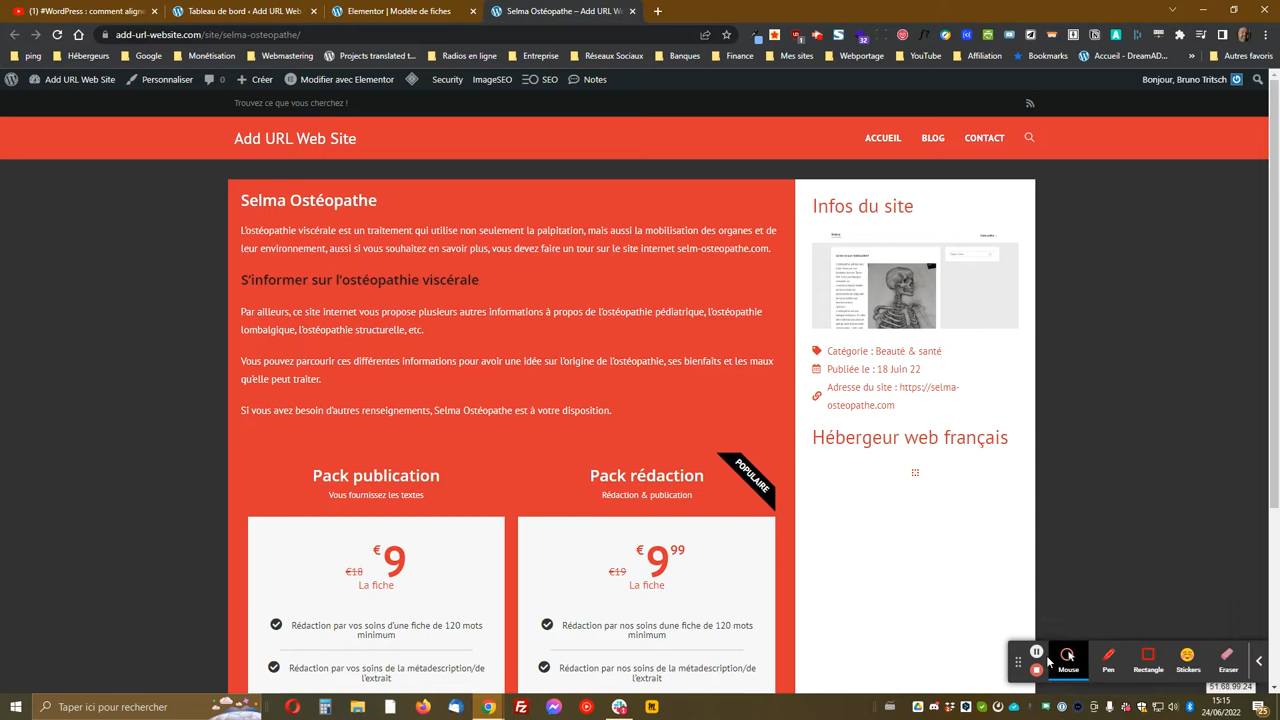 (1) #WordPress : comment alignen
Tableau de bord et fiches
Selma Ostéopathe – Add URL We
add-url-website.com/site/selma-osteopathe/
ping
Hébergeurs
Google
Monétisation
Webmastering
Projects translated t...
Radios en ligne
Entreprise
Réseaux Sociaux
Banques
Finance
Mes sites
Webportage
YouTube
Affiliation
Bookmarks
Accueil - DreamAD...
»
Autres favoris
Add URL Web Site
Personnaliser
0
Créer
Modifier avec Elementor
Security
ImageSEO
SEO
Notes
Bonjour, Bruno Tritsch
Trouvez ce que vous cherchez !
Add URL Web Site
ACCUEIL
BLOG
CONTACT
Selma Ostéopathe
L'ostéopathie viscérale est un traitement qui utilise non seulement la palpitation, mais aussi la mobilisation des organes et de
leur environnement, aussi si vous souhaitez en savoir plus, vous devez faire un tour sur le site internet selm-osteopathe.com.
S'informer sur l'ostéopathie viscérale
Par ailleurs, ce site internet vous propose plusieurs autres informations à propos de l'ostéopathie pédiatrique, l'ostéopathie
lombalgique, l'ostéopathie structurelle, etc.
Vous pouvez parcourir ces différentes informations pour avoir une idée sur l'origine de l'ostéopathie, ses bienfaits et les maux
qu'elle peut traiter.
Si vous avez besoin d'autres renseignements, Selma Ostéopathe est à votre disposition.
Infos du site
Catégorie : Beauté & santé
Publiée le : 18 Juin 22
Adresse du site : https://selma-
osteopathe.com
Hébergeur web français
Pack publication
Vous fournissez les textes
€18 € 9
La fiche
Rédaction par vos soins d'une fiche de 120 mots
minimum
Rédaction par vos soins de la métadescription/de
l'extrait
POPULAIRE
Pack rédaction
Rédaction & publication
€19 € 9 99
La fiche
Rédaction par nos soins dune fiche de 120 mots
minimum
Rédaction par nos soins de la métadescription/de
l'extrait
Mouse
Pen
Rectangle
Stickers
Eraser
51.68.99.24
Taper ici pour rechercher
15:15
24/06/2022
25